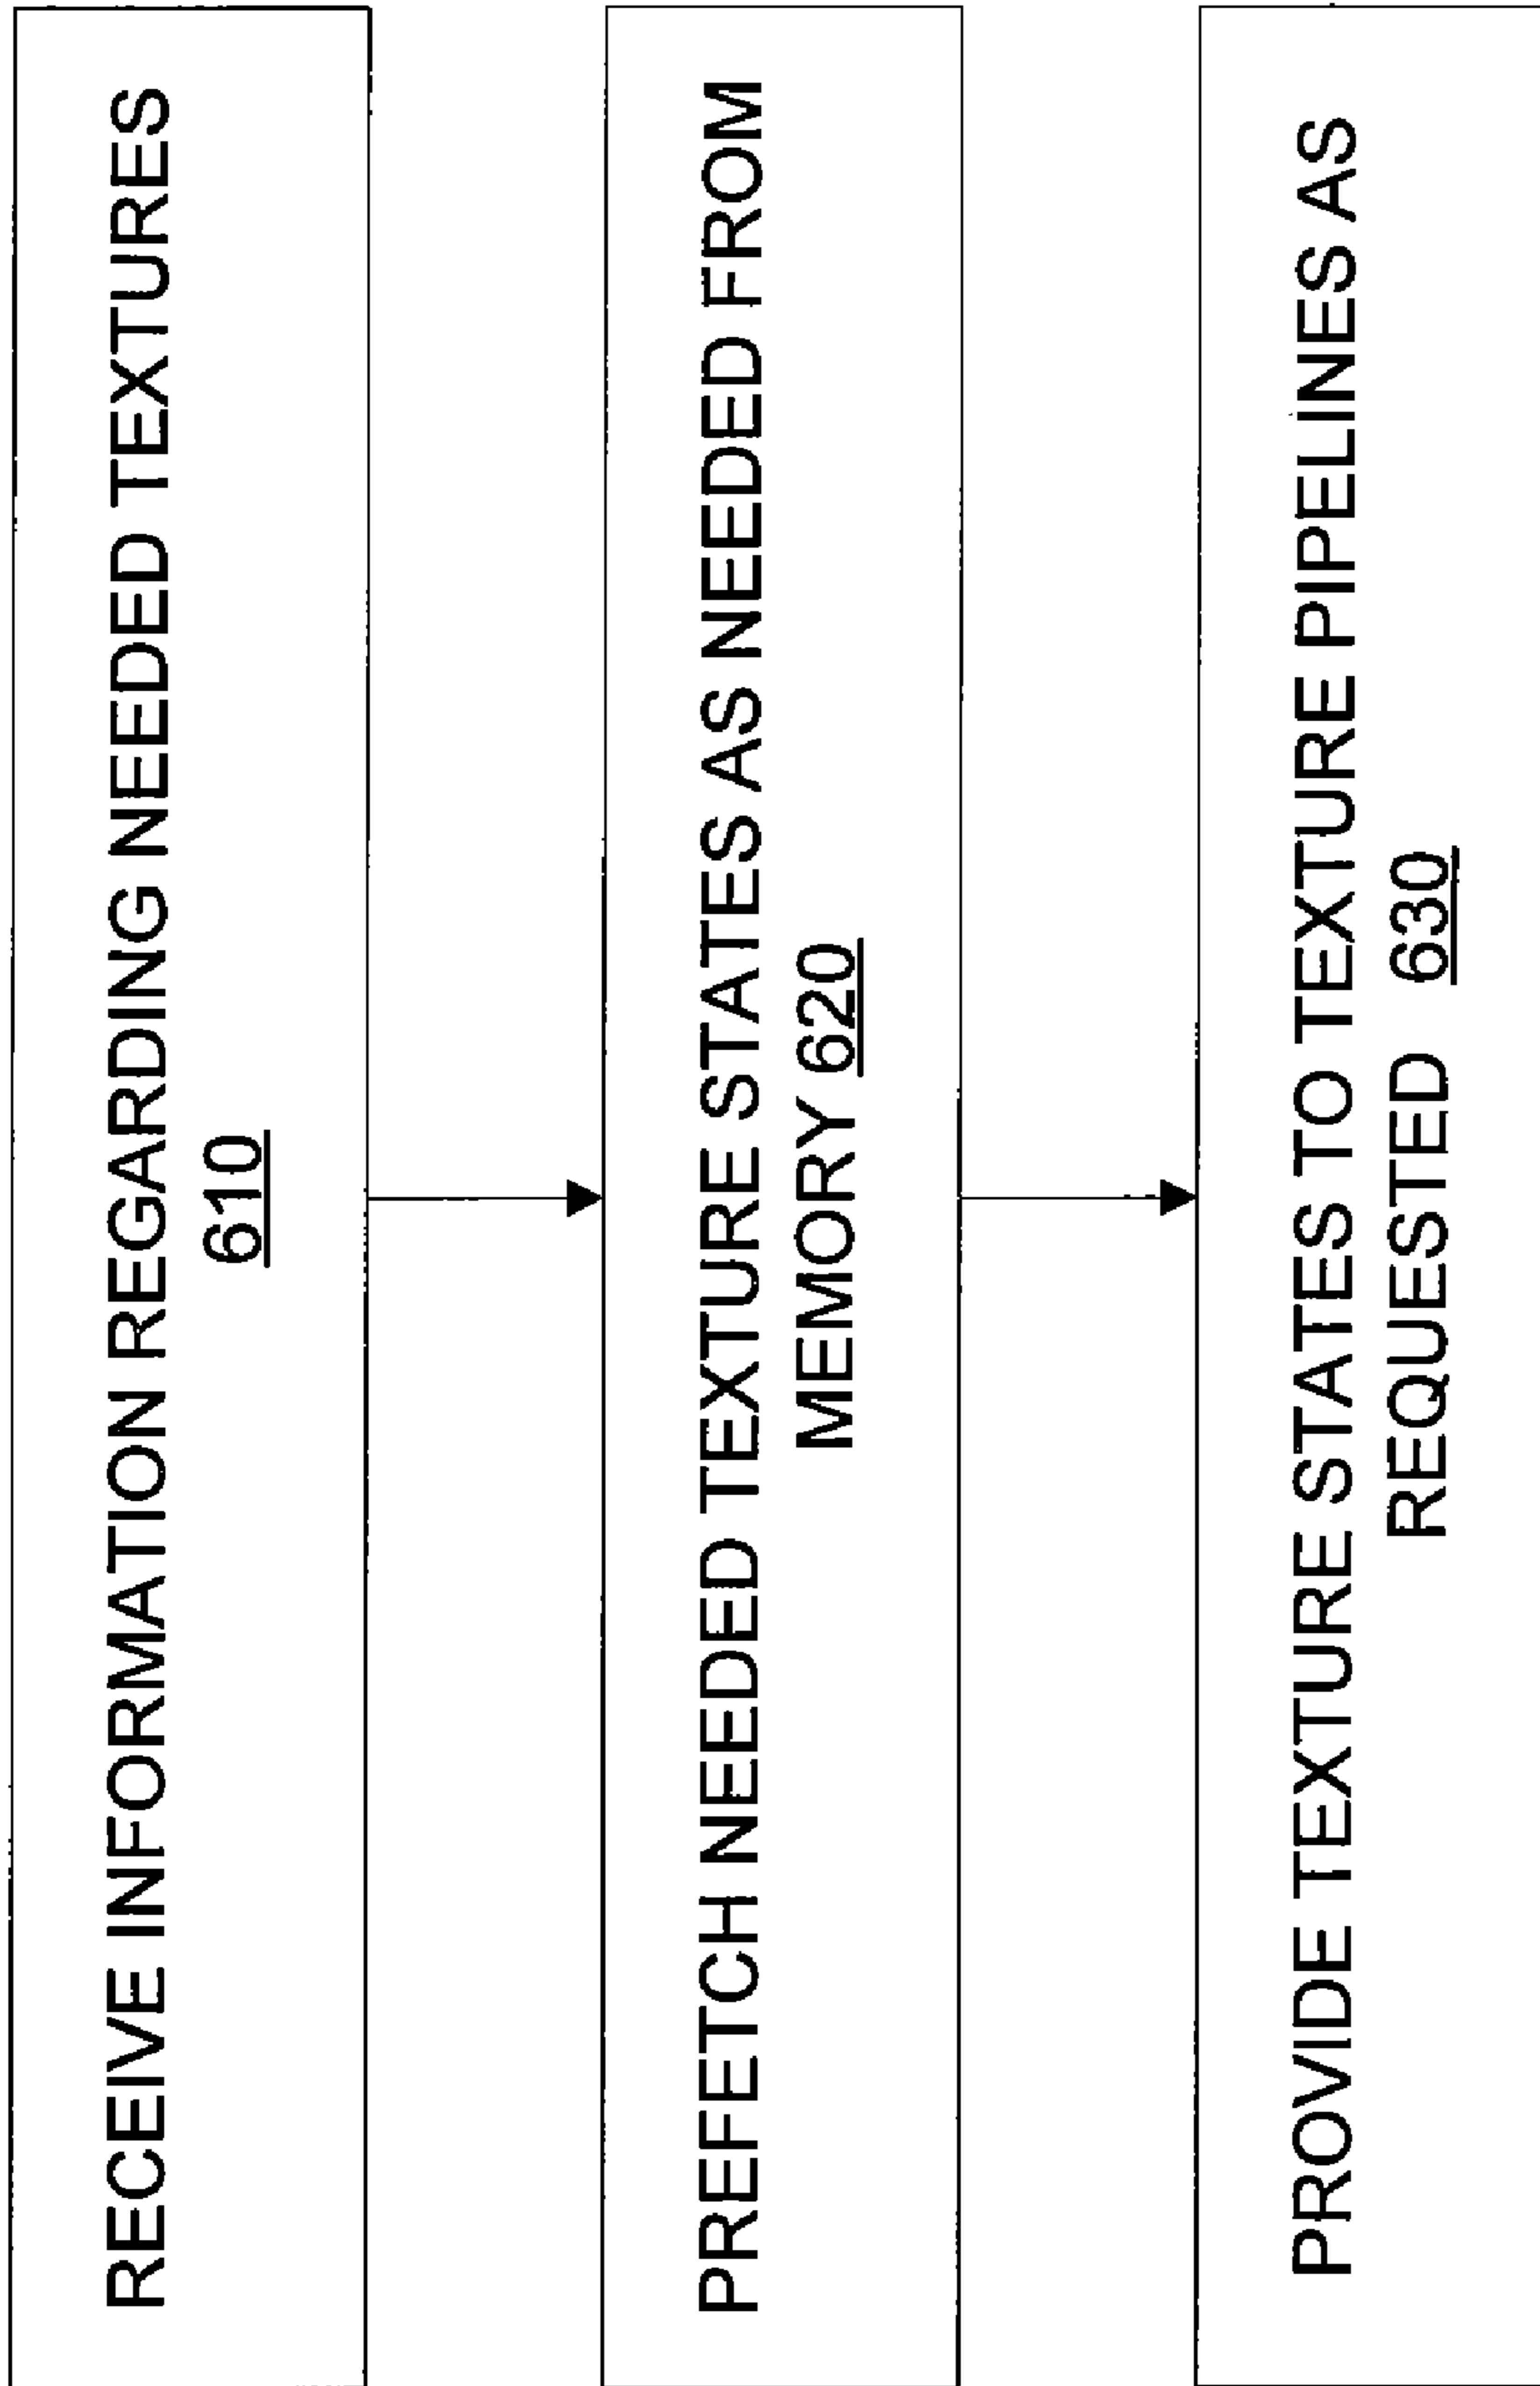 RECEIVE INFORMATION REGARDING NEEDED TEXTURES
610
PREFETCH NEEDED TEXTURE STATES AS NEEDED FROM
MEMORY 620
PROVIDE TEXTURE STATES TO TEXTURE PIPELINES AS
REQUESTED 630